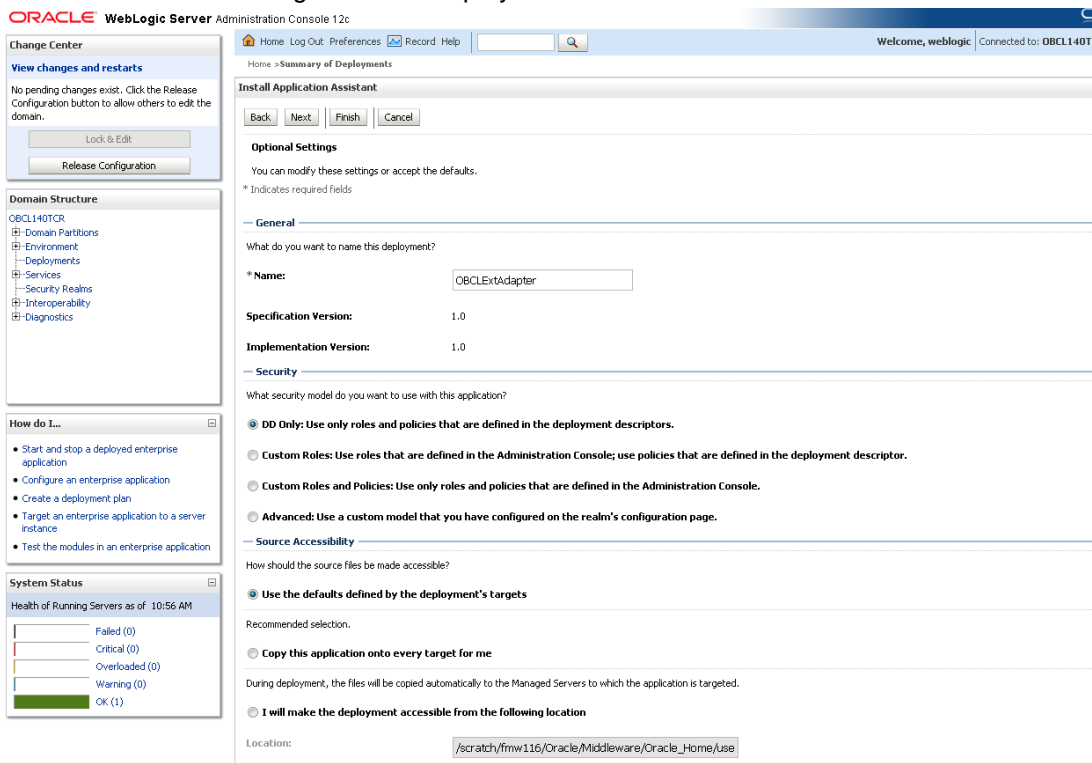 ORACLE WebLogic Server Administration Console 12c
Change Center
View changes and restarts
No pending changes exist. Click the Release
Configuration button to allow others to edit the
domain.
Lock & Edit
Release Configuration
Domain Structure
OBCL140TCR
Domain Partitions
Environment
Deployments
Services
Security Realms
Interoperability
Diagnostics
How do I...
Start and stop a deployed enterprise
application
Configure an enterprise application
Create a deployment plan
Target an enterprise application to a server
instance
Test the modules in an enterprise application
System Status
Health of Running Servers as of 10:56 AM
Failed (0)
Critical (0)
Overloaded (0)
Warning (0)
OK (1)
Home Log Out Preferences Record Help
Welcome, weblogic Connected to: OBCL140T
Home >Summary of Deployments
Install Application Assistant
Back Next Finish Cancel
Optional Settings
You can modify these settings or accept the defaults.
* Indicates required fields
General
What do you want to name this deployment?
* Name: OBCLExtAdapter
Specification Version: 1.0
Implementation Version: 1.0
Security
What security model do you want to use with this application?
DD Only: Use only roles and policies that are defined in the deployment descriptors.
Custom Roles: Use roles that are defined in the Administration Console; use policies that are defined in the deployment descriptor.
Custom Roles and Policies: Use only roles and policies that are defined in the Administration Console.
Advanced: Use a custom model that you have configured on the realm's configuration page.
Source Accessibility
How should the source files be made accessible?
Use the defaults defined by the deployment's targets
Recommended selection.
Copy this application onto every target for me
During deployment, the files will be copied automatically to the Managed Servers to which the application is targeted.
I will make the deployment accessible from the following location
Location: /scratch/fmw116/Oracle/Middleware/Oracle_Home/use